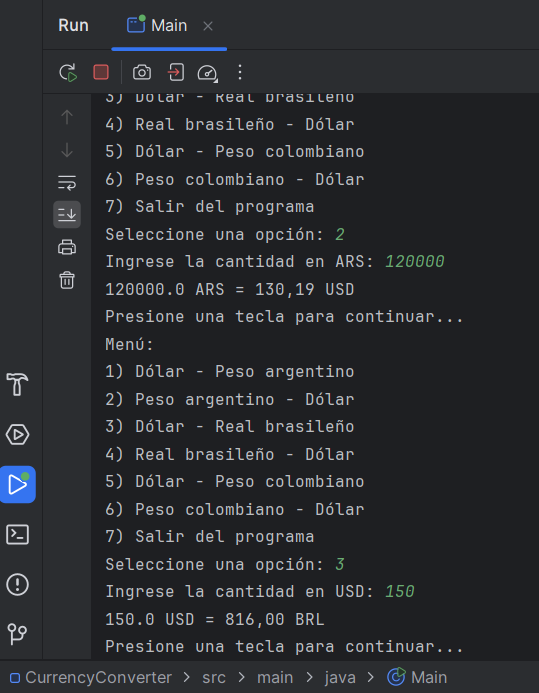 Run Main
3) Dólar - Real brasileño
4) Real brasileño - Dólar
5) Dólar - Peso colombiano
6) Peso colombiano - Dólar
7) Salir del programa
Seleccione una opción: 2
Ingrese la cantidad en ARS: 120000
120000.0 ARS = 130,19 USD
Presione una tecla para continuar...
Menú:
1) Dólar - Peso argentino
2) Peso argentino - Dólar
3) Dólar - Real brasileño
4) Real brasileño - Dólar
5) Dólar - Peso colombiano
6) Peso colombiano - Dólar
7) Salir del programa
Seleccione una opción: 3
Ingrese la cantidad en USD: 150
150.0 USD = 816,00 BRL
Presione una tecla para continuar...
CurrencyConverter > src > main > java > Main